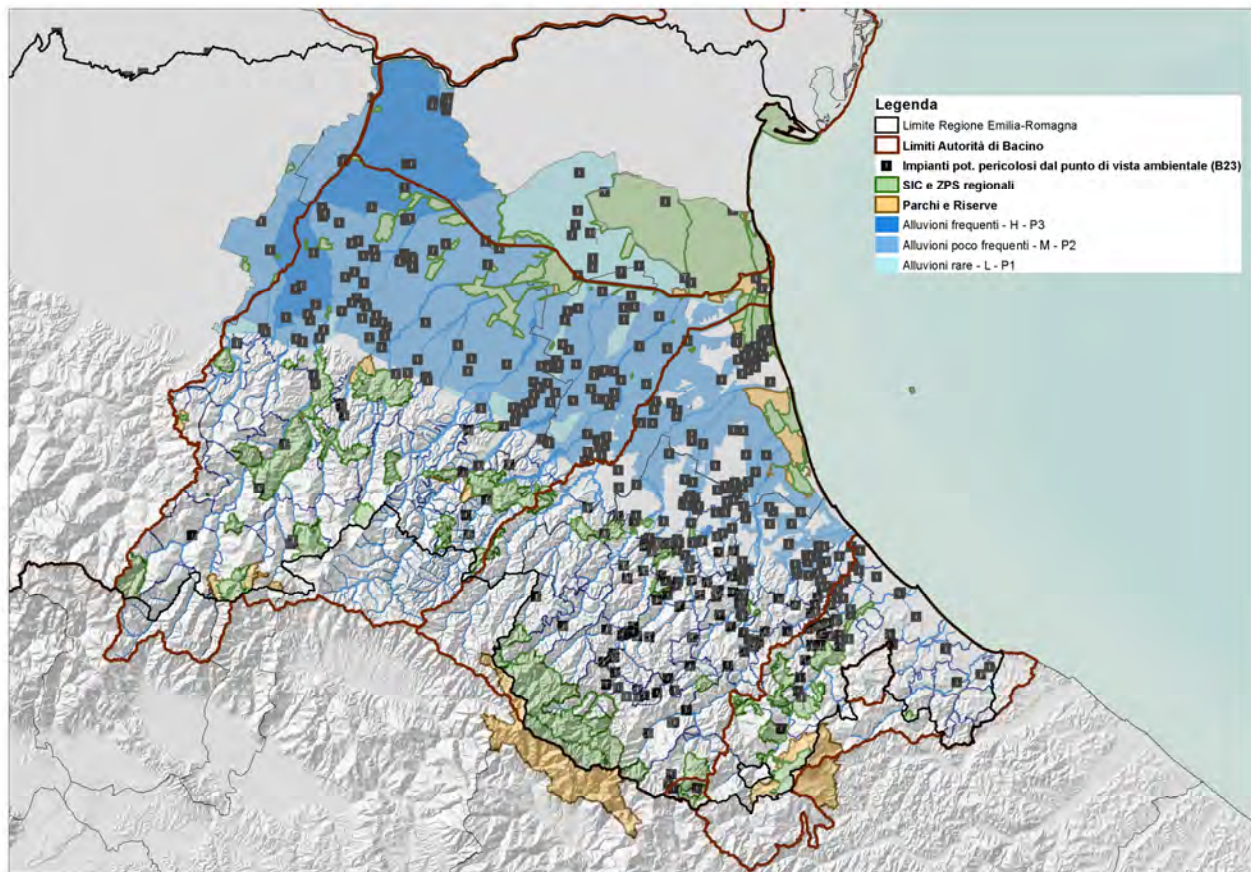 Legenda
Limite Regione Emilia-Romagna
Limiti Autorità di Bacino
Impianti pot. pericolosi dal punto di vista ambientale (B23)
SIC e ZPS regionali
Parchi e Riserve
Alluvioni frequenti - H - P3
Alluvioni poco frequenti - M - P2
Alluvioni rare - L - P1